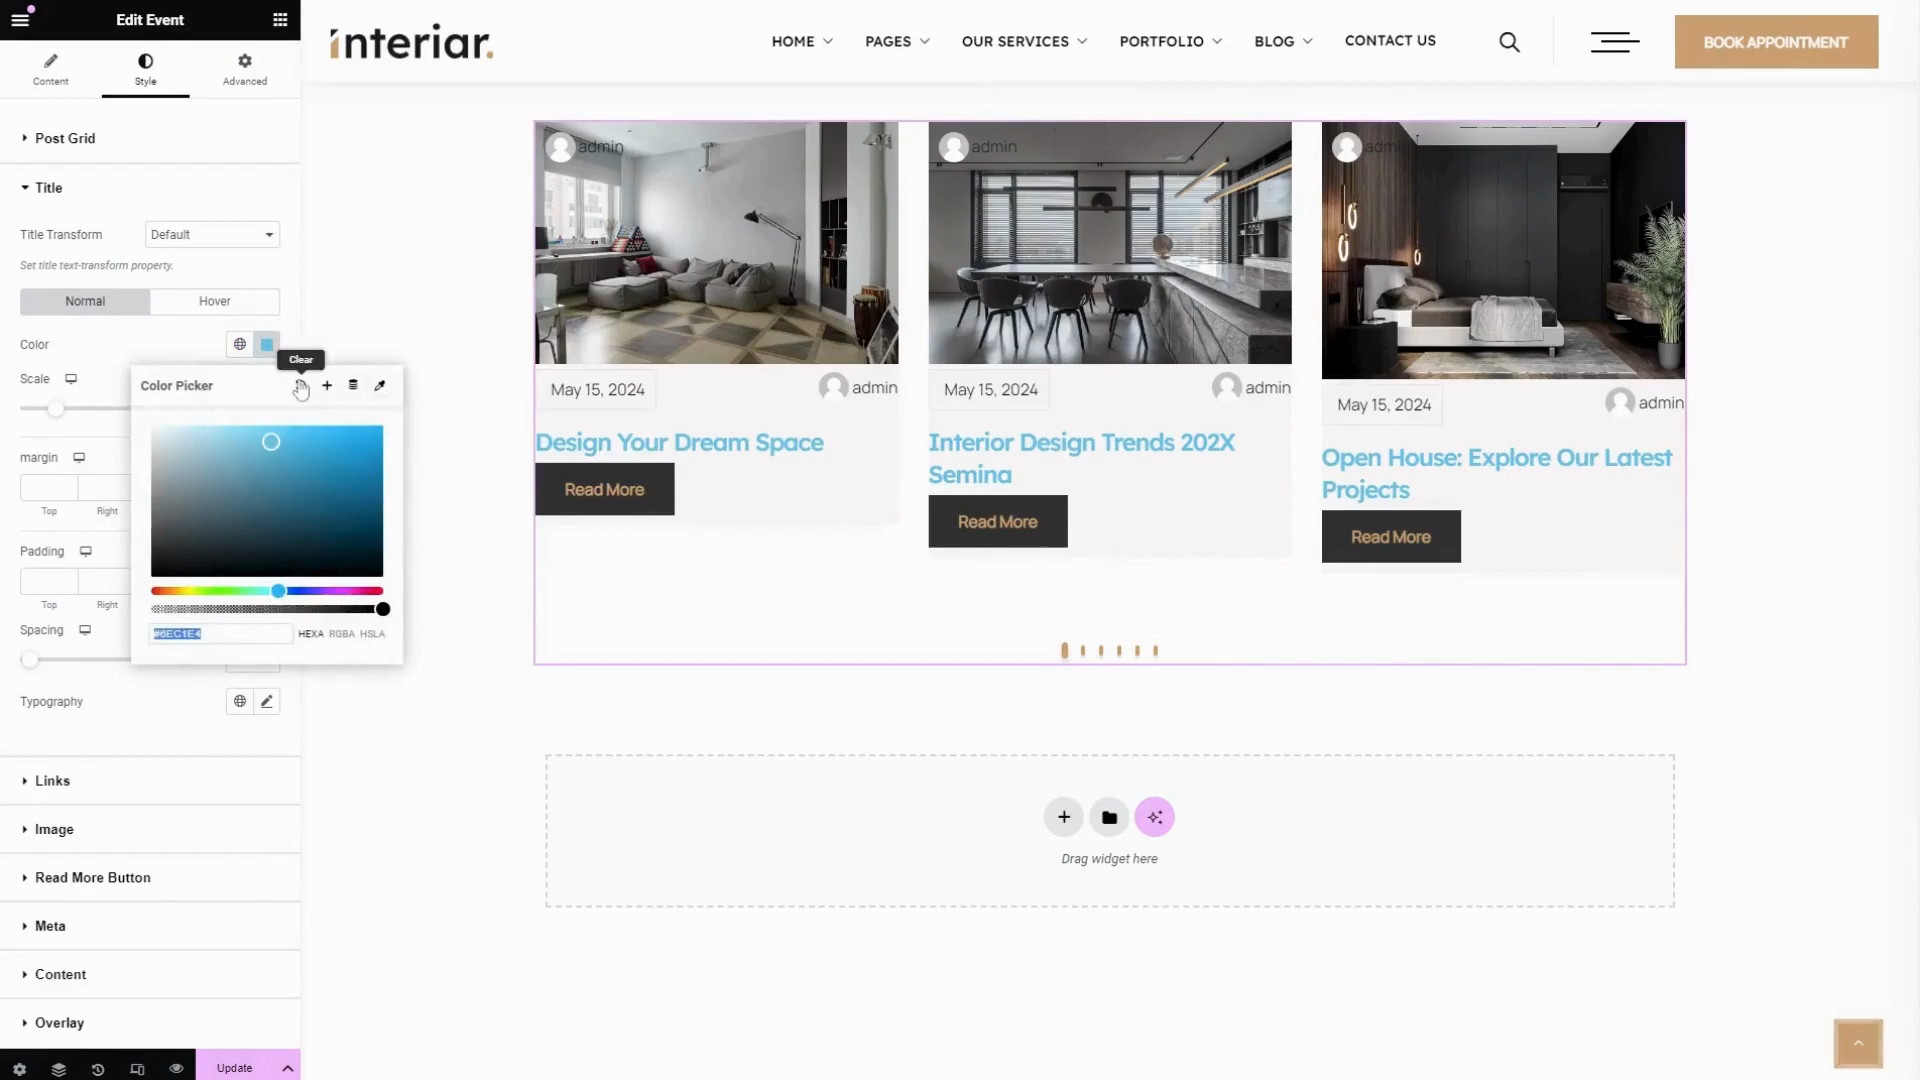 Edit Event
Content
Style
Advanced
Post Grid
Title
Title Transform
Default
Set title text-transform property.
Normal
Hover
Color
Clear
Scale
Color Picker
margin
Top
Right
Padding
Top
Right
#6EC1E4
HEXA
RGBA
HSLA
Spacing
Typography
Links
Image
Read More Button
Meta
Content
Overlay
Update
interiar.
HOME
PAGES
OUR SERVICES
PORTFOLIO
BLOG
CONTACT US
BOOK APPOINTMENT
admin
May 15, 2024
admin
Design Your Dream Space
Read More
admin
May 15, 2024
admin
Interior Design Trends 202X
Semina
Read More
admin
May 15, 2024
admin
Open House: Explore Our Latest
Projects
Read More
Drag widget here